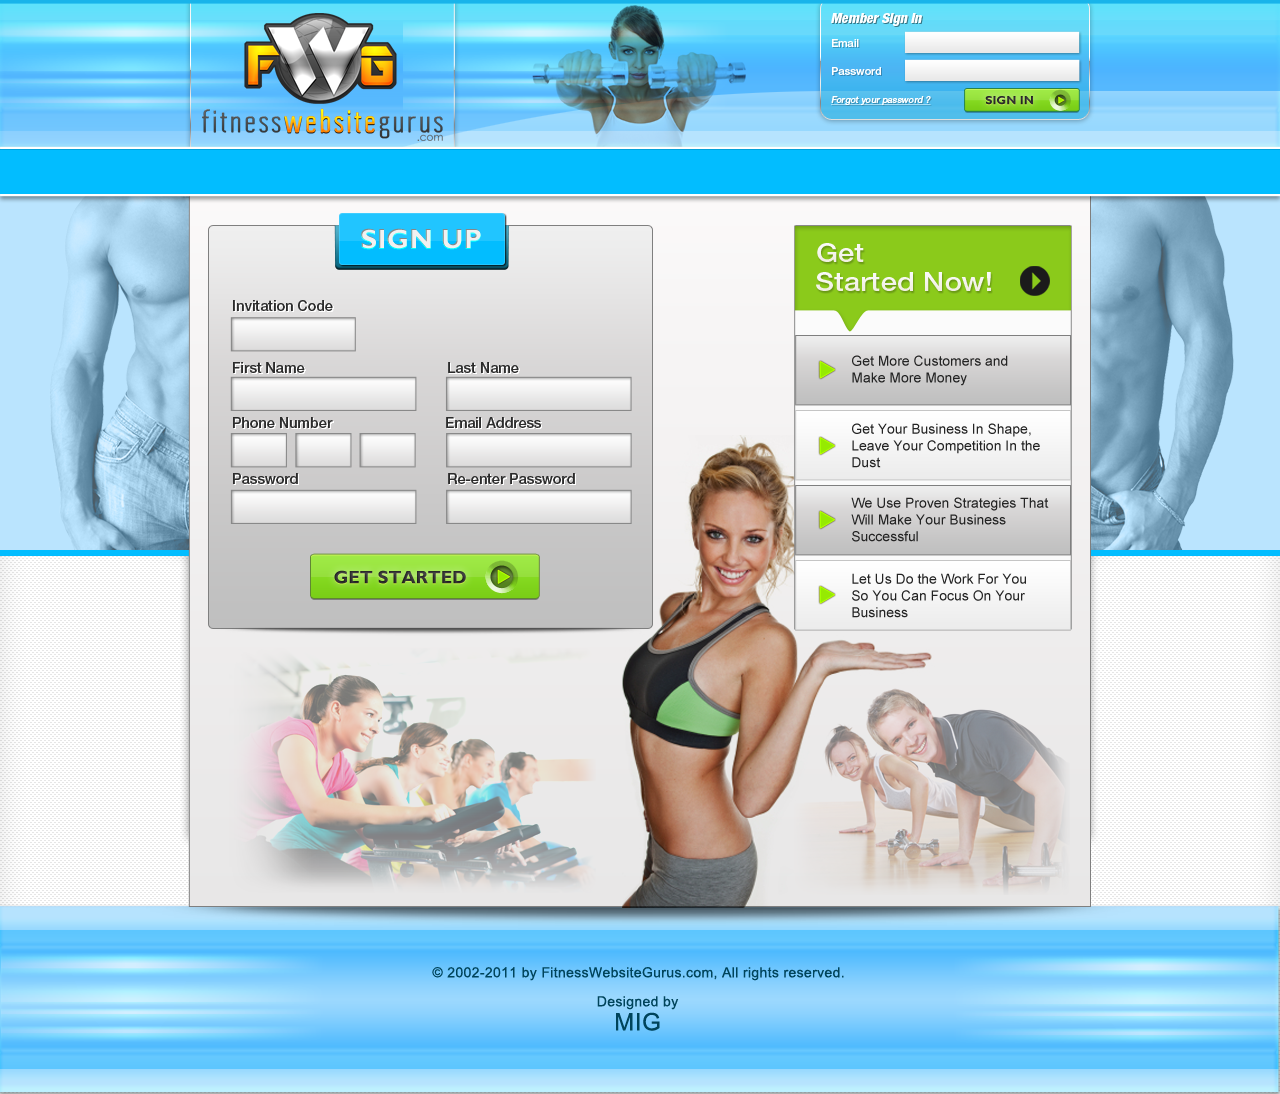 FWG
fitnesswebsitegurus
.com
Member Sign In
Email
Password
Forgot your password ?
SIGN IN
SIGN UP
Invitation Code
First Name
Last Name
Phone Number
Email Address
Password
Re-enter Password
GET STARTED
Get
Started Now!
Get More Customers and
Make More Money
Get Your Business In Shape,
Leave Your Competition In the
Dust
We Use Proven Strategies That
Will Make Your Business
Successful
Let Us Do the Work For You
So You Can Focus On Your
Business
© 2002-2011 by FitnessWebsiteGurus.com, All rights reserved.
Designed by
MIG